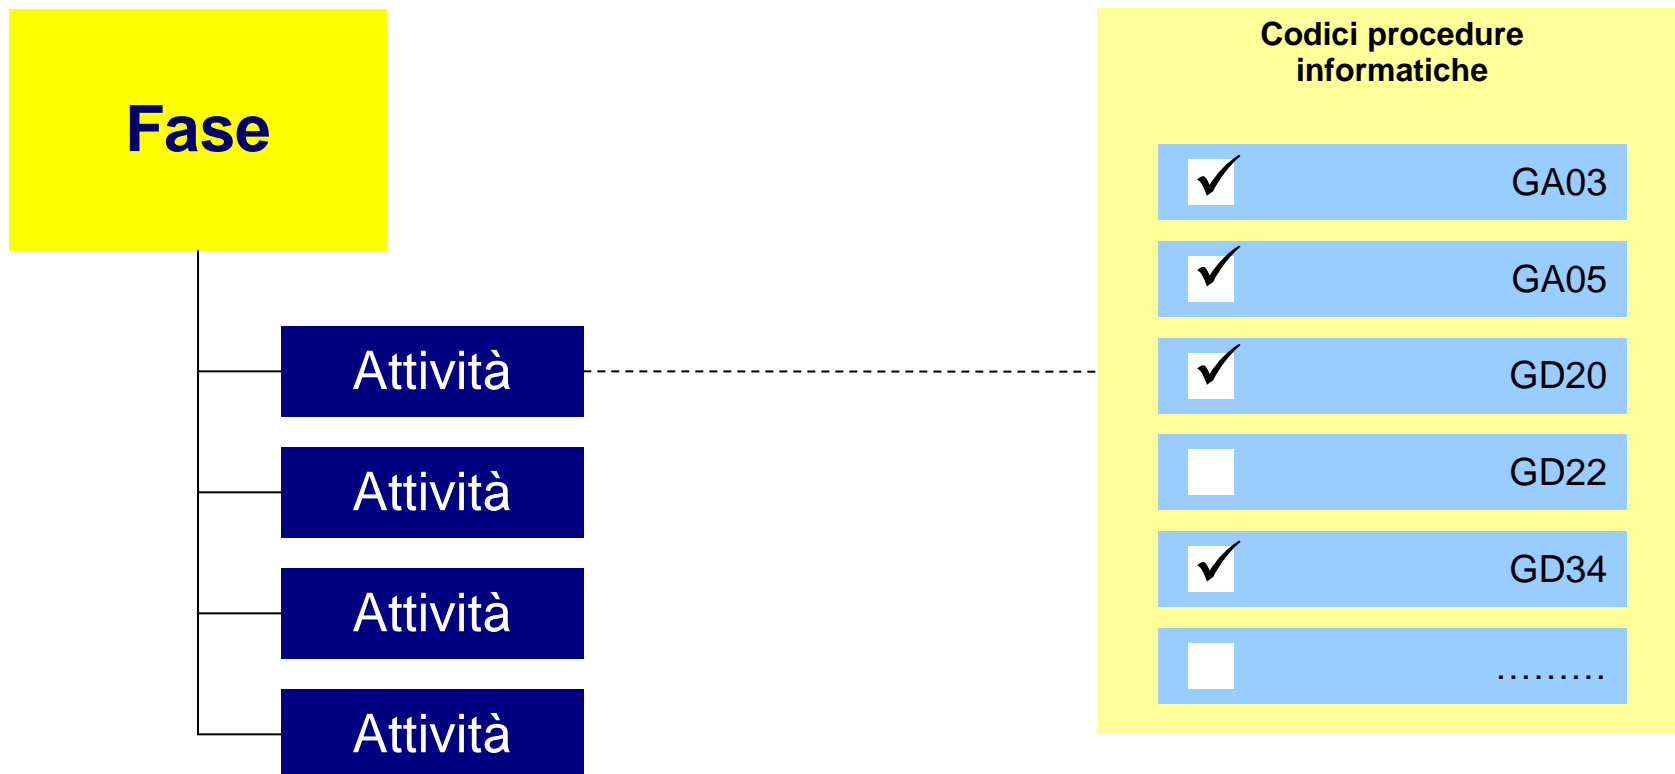 Fase
Attività
Attività
Attività
Attività
Codici procedure
informatiche
GA03
GA05
GD20
GD22
GD34
.........